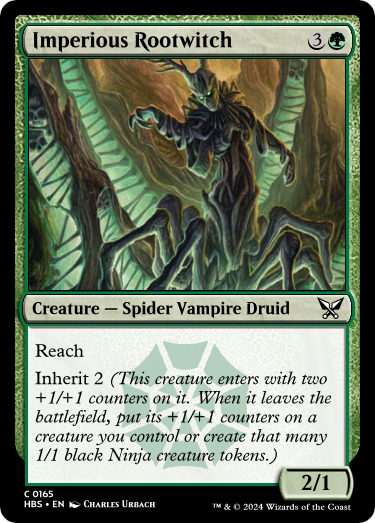 Imperious Rootwitch 3
Creature — Spider Vampire Druid
Reach
Inherit 2 (This creature enters with two
+1/+1 counters on it. When it leaves the
battlefield, put its +1/+1 counters on a
creature you control or create that many
1/1 black Ninja creature tokens.)
2/1
C 0165
HBS • EN Charles Urbach
™ & © 2024 Wizards of the Coast